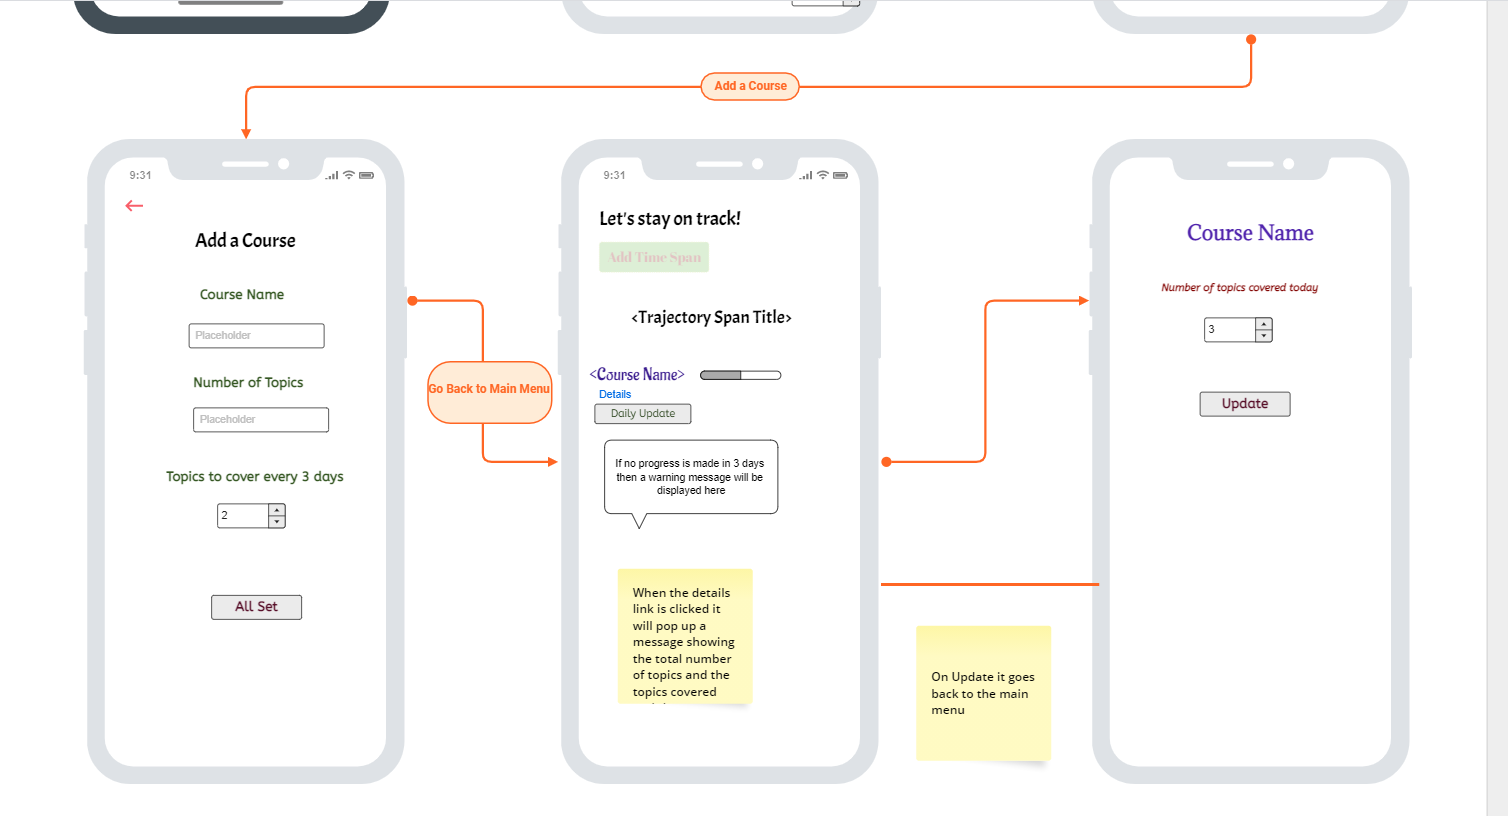 Add a Course
9:31
Add a Course
Course Name
Placeholder
Number of Topics
Placeholder
Topics to cover every 3 days
2
All Set
Go Back to Main Menu
9:31
Let's stay on track!
Add Time Span
<Trajectory Span Title>
<Course Name>
Details
Daily Update
If no progress is made in 3 days
then a warning message will be
displayed here
When the details
link is clicked it
will pop up a
message showing
the total number
of topics and the
topics covered
On Update it goes
back to the main
menu
Course Name
Number of topics covered today
3
Update